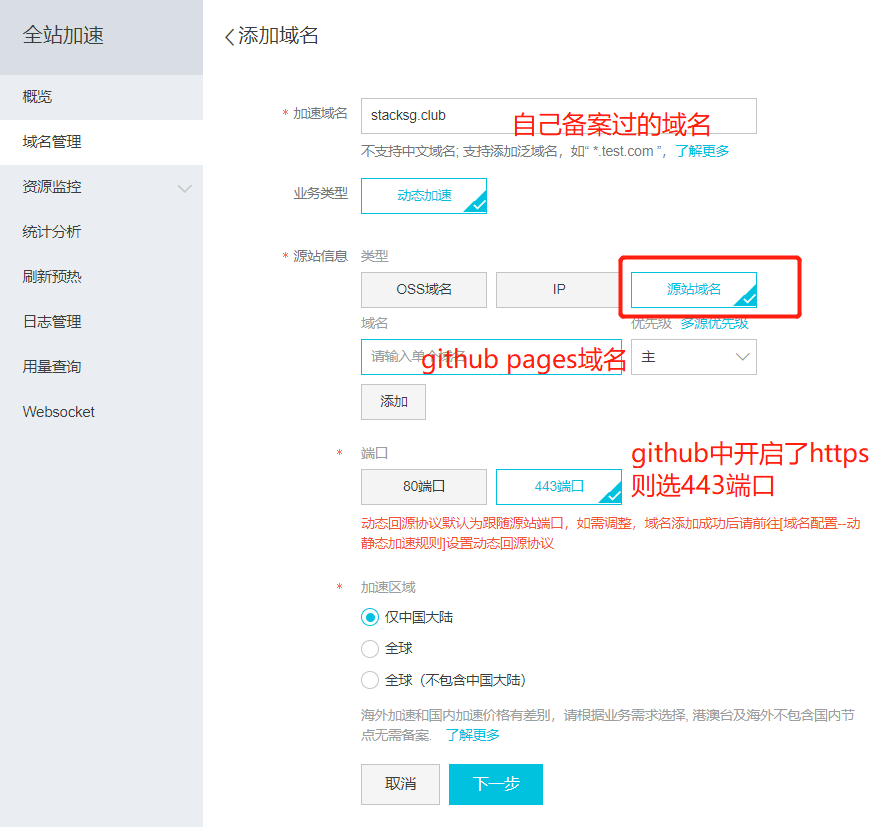 全站加速
概览
域名管理
资源监控
统计分析
刷新预热
日志管理
用量查询
Websocket
添加域名
* 加速域名
stacksg.club
自己备案过的域名
不支持中文域名; 支持添加泛域名，如“ *.test.com ”，了解更多
业务类型
动态加速
* 源站信息
类型
OSS域名
IP
源站域名
域名
优先级 多源优先级
请输入单个域名
github pages域名
主
添加
* 端口
80端口
443端口
github中开启了https
则选443端口
动态回源协议默认为跟随源站端口，如需调整，域名添加成功后请前往[域名配置--动
静态加速规则]设置动态回源协议
* 加速区域
仅中国大陆
全球
全球（不包含中国大陆）
海外加速和国内加速价格有差别，请根据业务需求选择, 港澳台及海外不包含国内节
点无需备案. 了解更多
取消
下一步